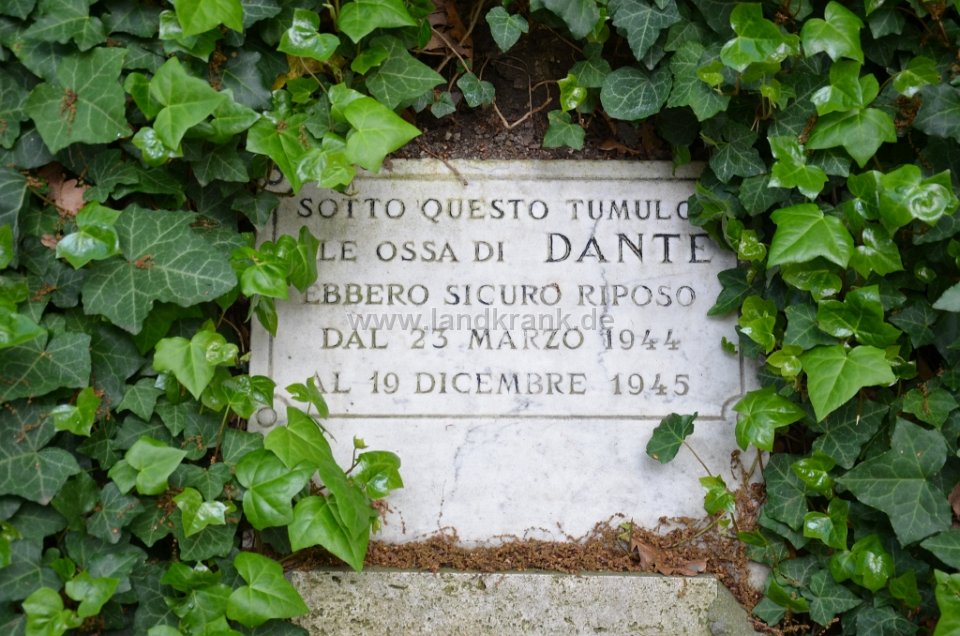 SOTTO QUESTO TUMULO
LE OSSA DI DANTE
EBBERO SICURO RIPOSO
www.landkrank.de
DAL 23 MARZO 1944
AL 19 DICEMBRE 1945